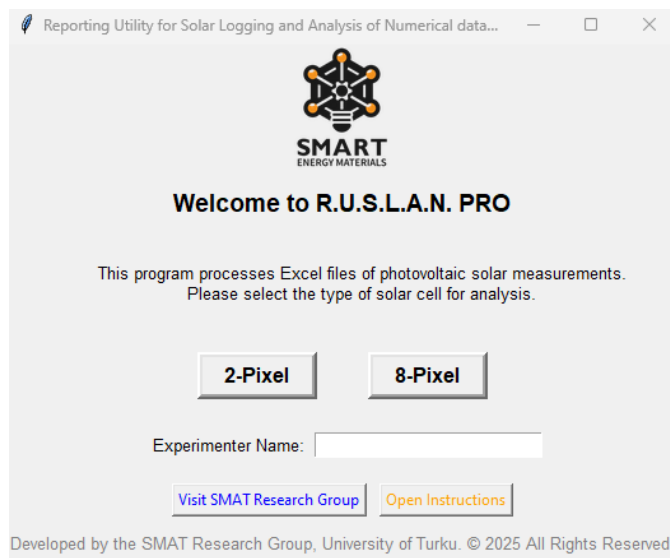 Reporting Utility for Solar Logging and Analysis of Numerical data...
SMART
ENERGY MATERIALS
Welcome to R.U.S.L.A.N. PRO
This program processes Excel files of photovoltaic solar measurements.
Please select the type of solar cell for analysis.
2-Pixel 8-Pixel
Experimenter Name:
Visit SMAT Research Group Open Instructions
Developed by the SMAT Research Group, University of Turku. © 2025 All Rights Reserved